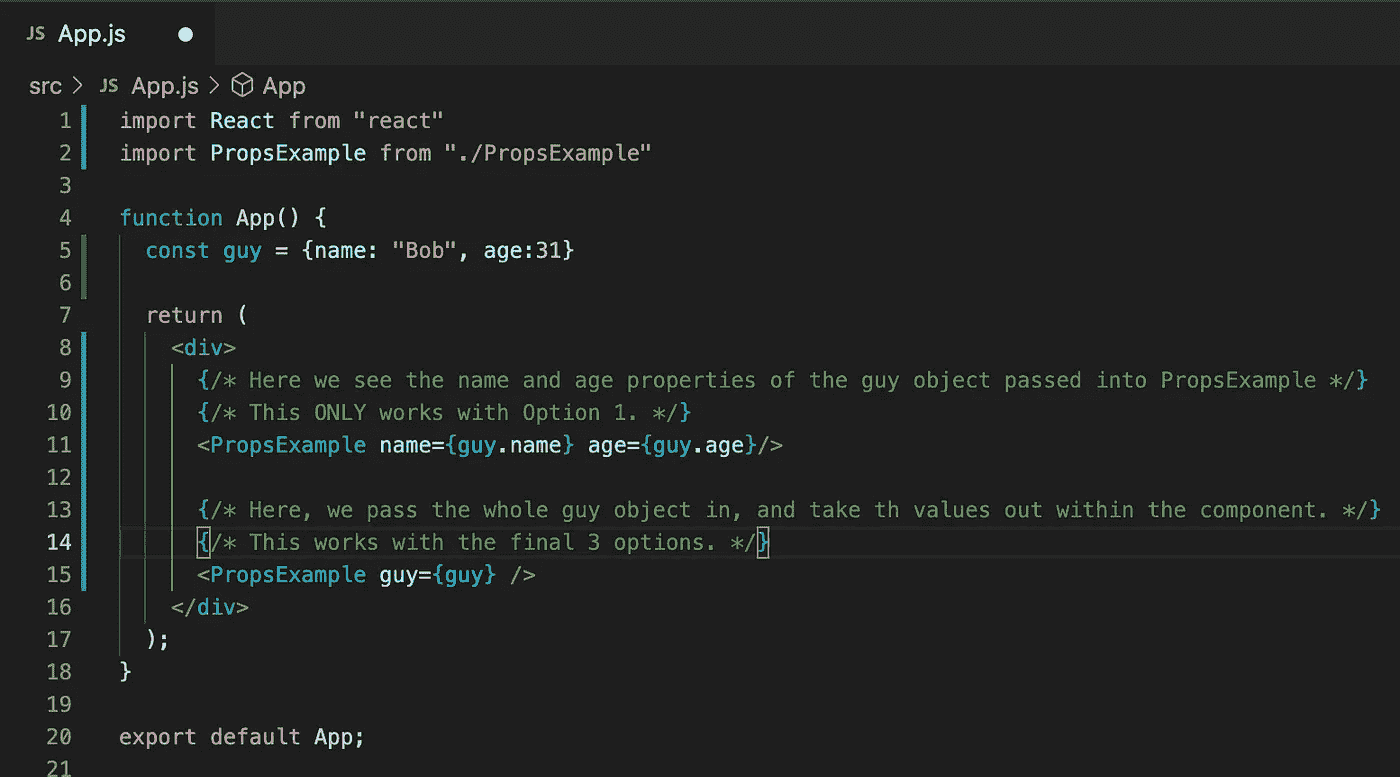 JS App.js
src > JS App.js > App
1 import React from "react"
2 import PropsExample from "./PropsExample"
3
4 function App() {
5   const guy = {name: "Bob", age:31}
6
7   return (
8     <div>
9       {/* Here we see the name and age properties of the guy object passed into PropsExample */}
10       {/* This ONLY works with Option 1. */}
11       <PropsExample name={guy.name} age={guy.age}/>
12
13       {/* Here, we pass the whole guy object in, and take th values out within the component. */}
14       {/* This works with the final 3 options. */}
15       <PropsExample guy={guy} />
16     </div>
17   );
18 }
19
20 export default App;
21